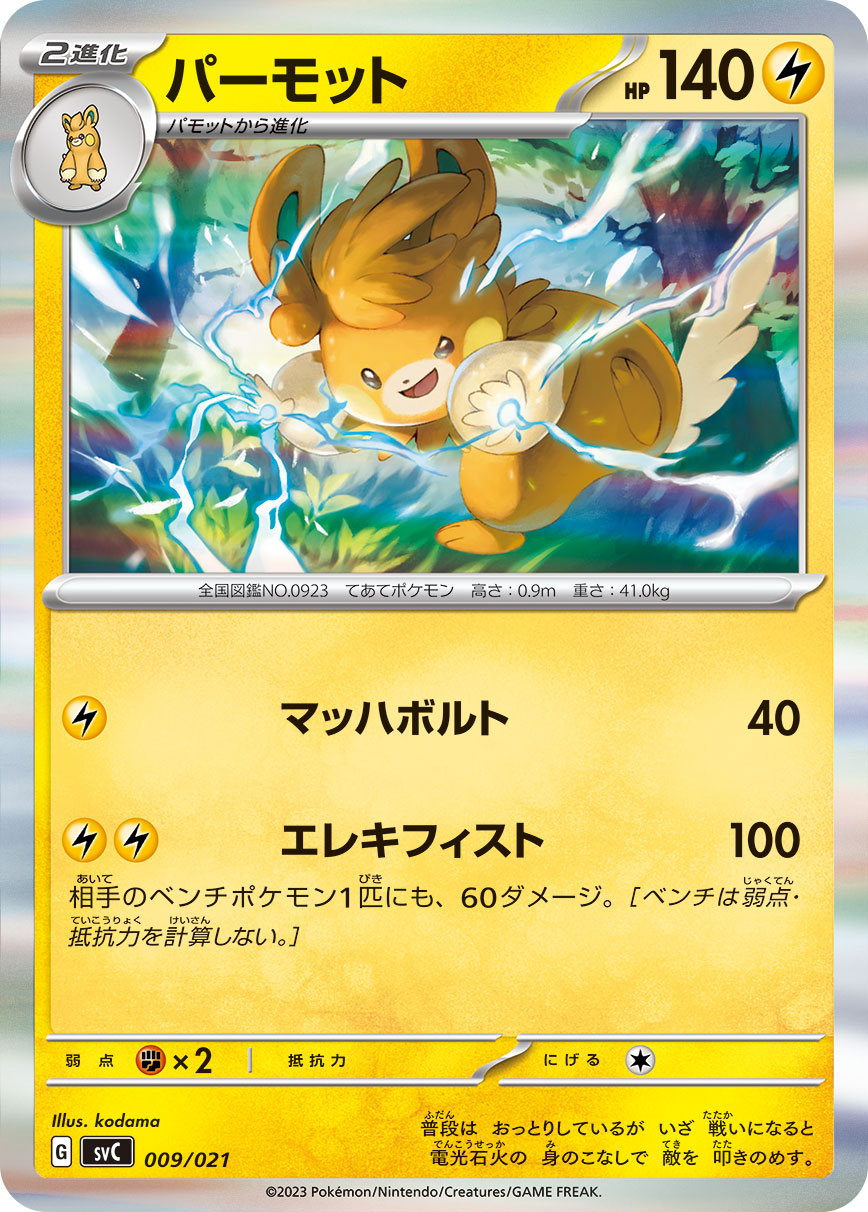 2進化
パーモット
HP 140
パモットから進化
全国図鑑NO.0923 てあてポケモン 高さ:0.9m 重さ:41.0kg
マッハボルト 40
エレキフィスト 100
相手のベンチポケモン1匹にも、60ダメージ。[ベンチは弱点・
抵抗力を計算しない。]
弱点 ×2 抵抗力 にげる
Illus. kodama
G svC 009/021
普段は おっとりしているが いざ 戦いになると
電光石火の 身のこなしで 敵を 叩きのめす。
©2023 Pokémon/Nintendo/Creatures/GAME FREAK.